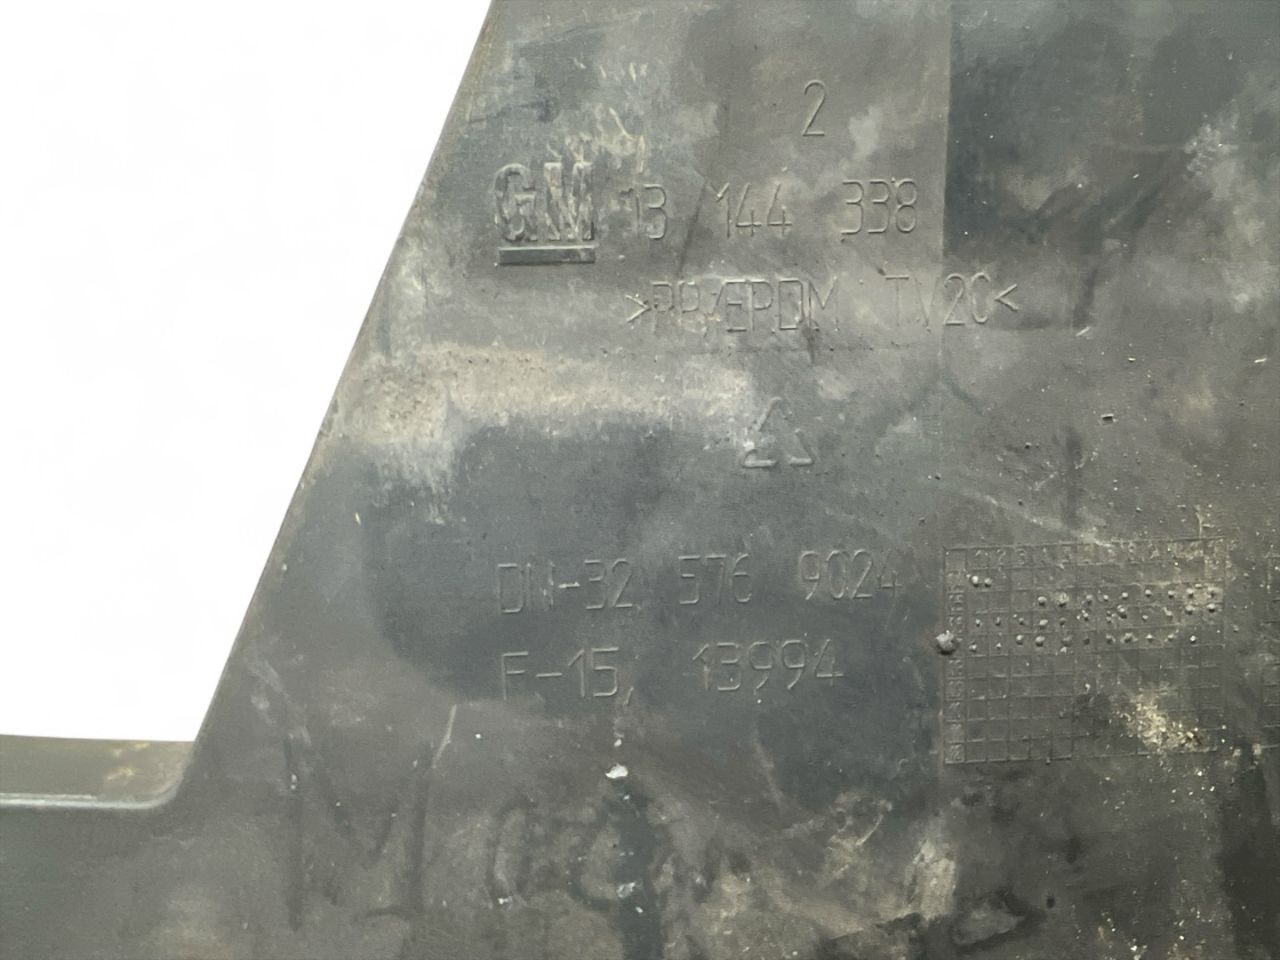 2
GM 13 144 338
>PP/EPDM TV20<
DN-32 576 9024
F-15 13994